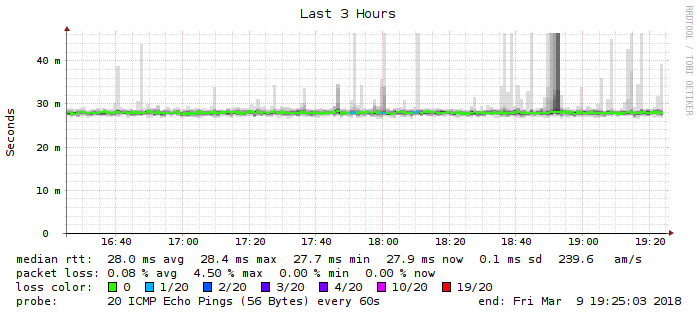 Last 3 Hours
RRDTOOL / TOBI OETIKER
Seconds
40 m
30 m
20 m
10 m
0
16:40 17:00 17:20 17:40 18:00 18:20 18:40 19:00 19:20
median rtt: 28.0 ms avg 28.4 ms max 27.7 ms min 27.9 ms now 0.1 ms sd 239.6 am/s
packet loss: 0.08 % avg 4.50 % max 0.00 % min 0.00 % now
loss color: 0 1/20 2/20 3/20 4/20 10/20 19/20
probe: 20 ICMP Echo Pings (56 Bytes) every 60s end: Fri Mar 9 19:25:03 2018